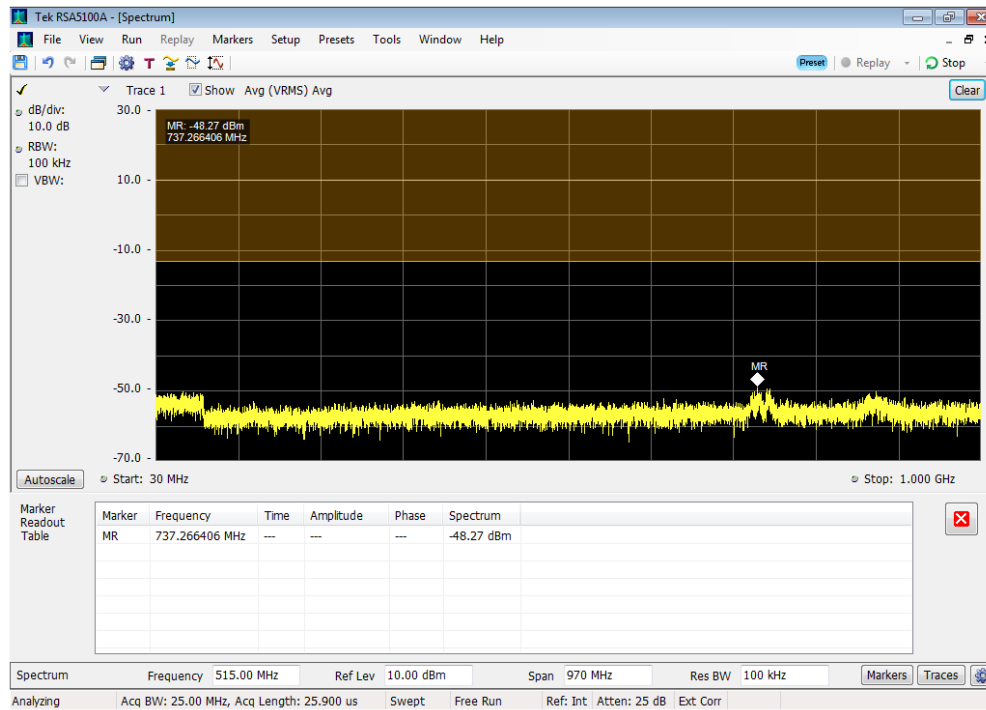 Tek RSA5100A - [Spectrum]
File View Run Replay Markers Setup Presets Tools Window Help
T Preset Replay Stop
Trace 1 Show Avg (VRMS) Avg Clear
dB/div:
10.0 dB
RBW:
100 kHz
VBW:
30.0
MR: -48.27 dBm
737.266406 MHz
10.0
-10.0
-30.0
MR
-50.0
-70.0
Autoscale Start: 30 MHz Stop: 1.000 GHz
Marker
Readout
Table
Marker Frequency Time Amplitude Phase Spectrum
MR 737.266406 MHz --- --- --- -48.27 dBm
Spectrum Frequency 515.00 MHz Ref Lev 10.00 dBm Span 970 MHz Res BW 100 kHz Markers Traces
Analyzing Acq BW: 25.00 MHz, Acq Length: 25.900 us Swept Free Run Ref: Int Atten: 25 dB Ext Corr